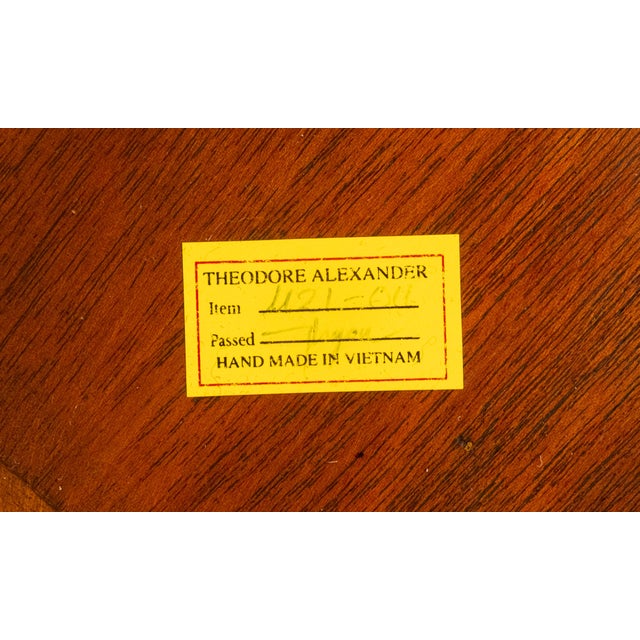 THEODORE ALEXANDER
Item
Passed
HAND MADE IN VIETNAM